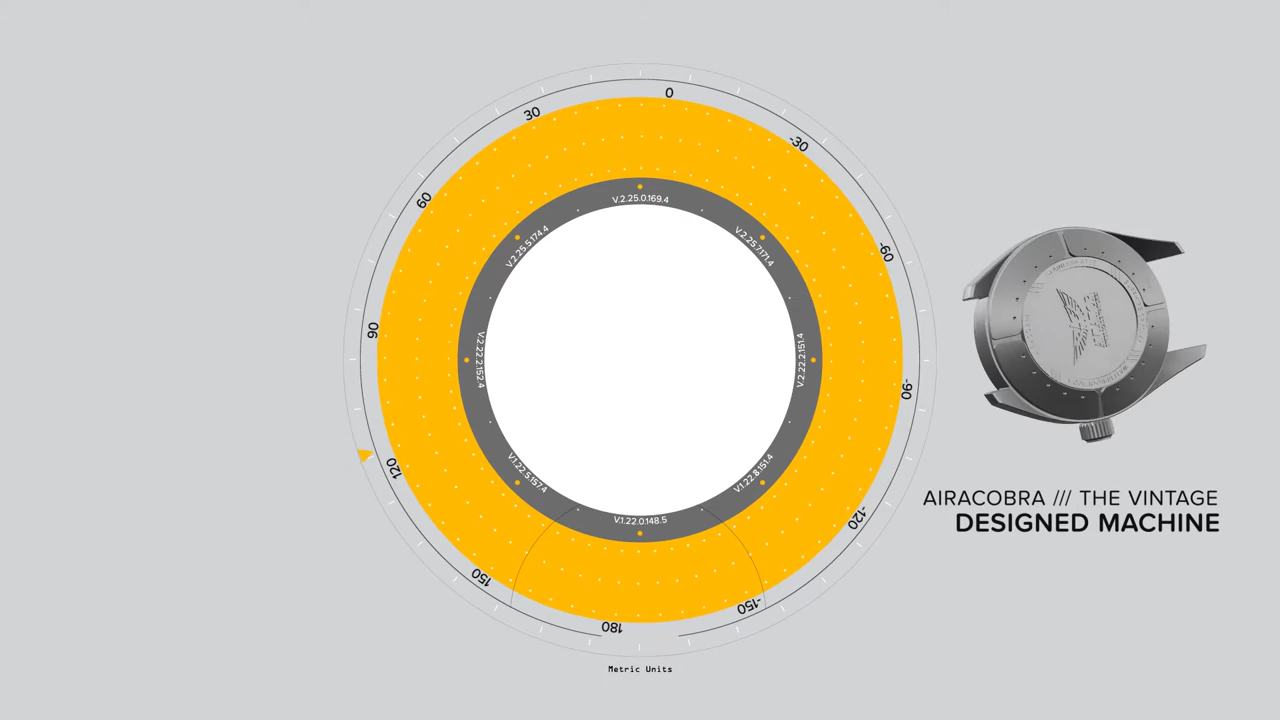 0
30
-30
60
-60
90
-90
120
-120
150
-150
180
V.2.25.0.169.4
V.2.25.5.174.4
V.2.25.7.171.4
V.2.22.2.152.4
V.2.22.2.151.4
V.1.22.5.157.4
V.1.22.8.151.4
V.1.22.0.148.5
AIRACOBRA /// THE VINTAGE
DESIGNED MACHINE
Metric Units